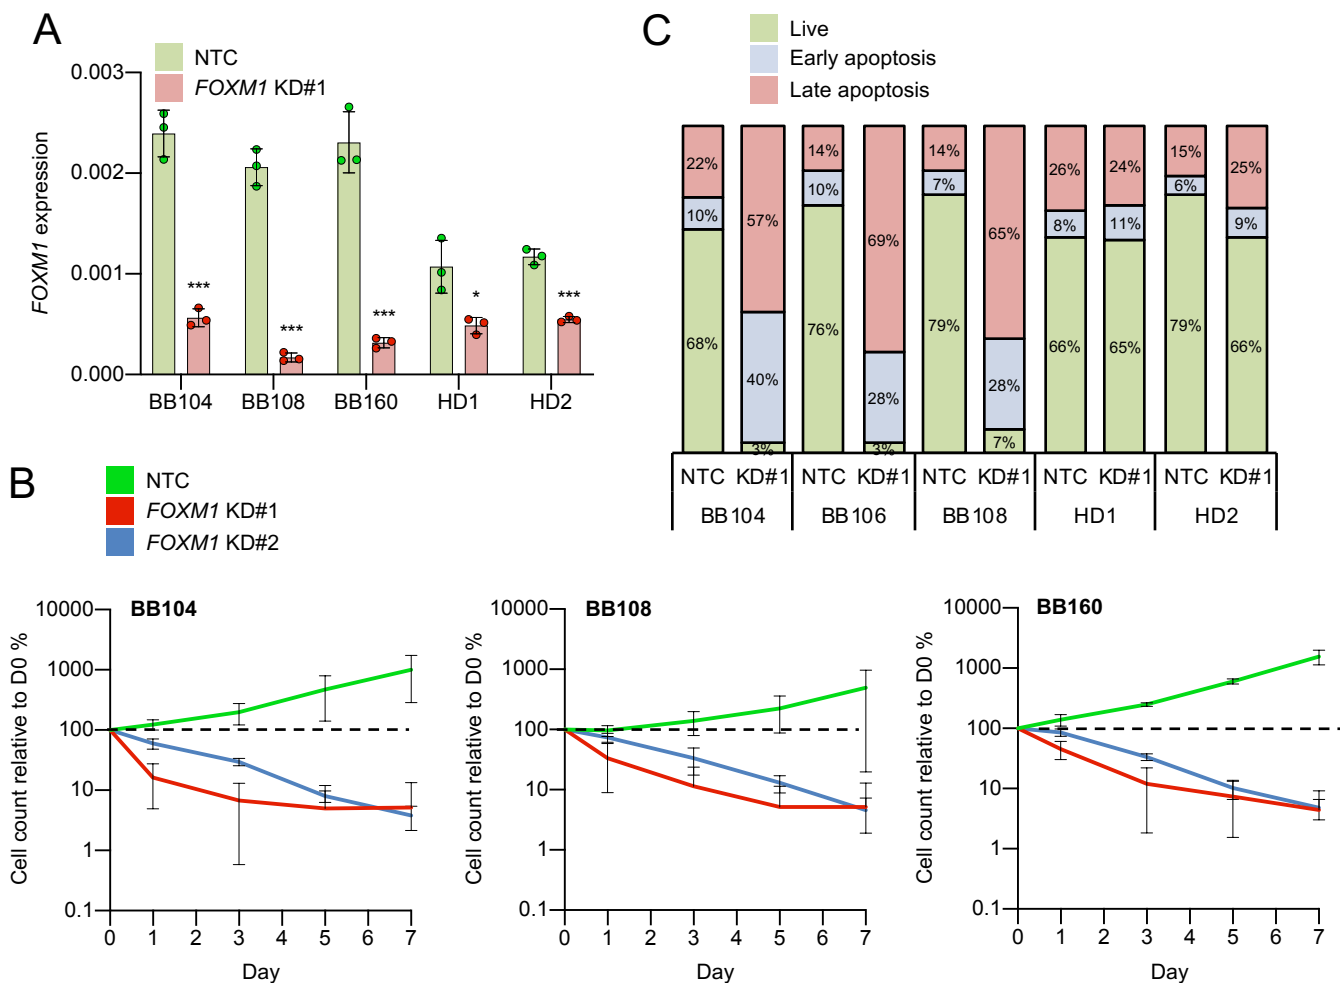 A
NTC
FOXM1 KD#1
FOXM1 expression
0.003
0.002
0.001
0.000
***
***
***
*
***
BB104 BB108 BB160 HD1 HD2
C
Live
Early apoptosis
Late apoptosis
22% 57% 14% 69% 14% 65% 26% 24% 15% 25%
10% 40% 10% 28% 7% 28% 8% 11% 6% 9%
68% 3% 76% 3% 79% 7% 66% 65% 79% 66%
NTC KD#1 NTC KD#1 NTC KD#1 NTC KD#1 NTC KD#1
BB104 BB106 BB108 HD1 HD2
B
NTC
FOXM1 KD#1
FOXM1 KD#2
BB104
Cell count relative to D0 %
10000
1000
100
10
1
0.1
0 1 2 3 4 5 6 7
Day
BB108
Cell count relative to D0 %
10000
1000
100
10
1
0.1
0 1 2 3 4 5 6 7
Day
BB160
Cell count relative to D0 %
10000
1000
100
10
1
0.1
0 1 2 3 4 5 6 7
Day